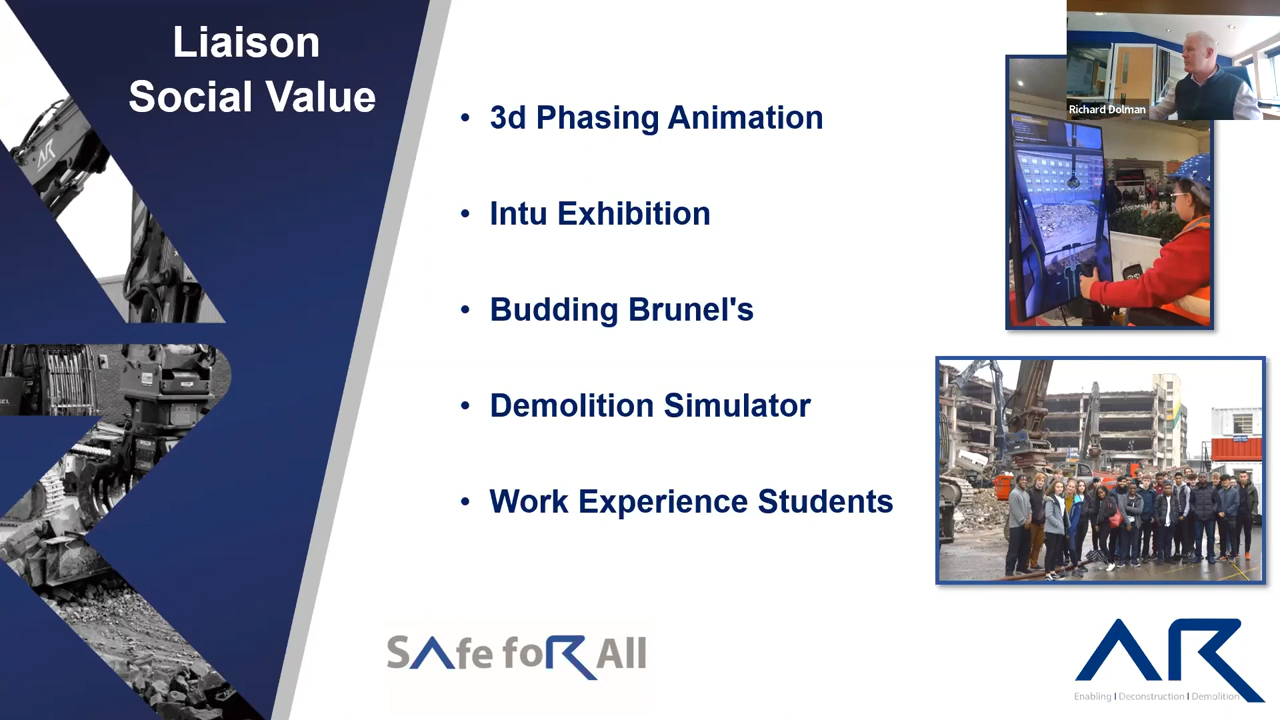 Liaison
Social Value
• 3d Phasing Animation
• Intu Exhibition
• Budding Brunel's
• Demolition Simulator
• Work Experience Students
Richard Dolman
AR
SAfe foR All
AR
Enabling | Deconstruction | Demolition